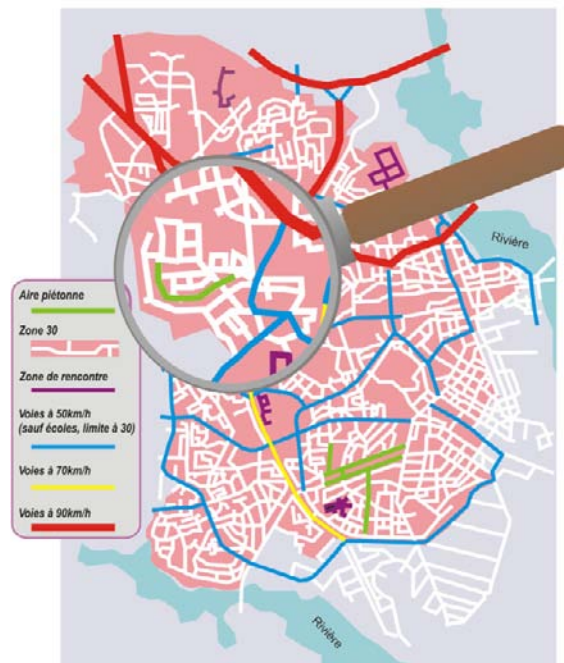 Rivière
Aire piétonne
Zone 30
Zone de rencontre
Voies à 50km/h
(sauf écoles, limite à 30)
Voies à 70km/h
Voies à 90km/h
Rivière